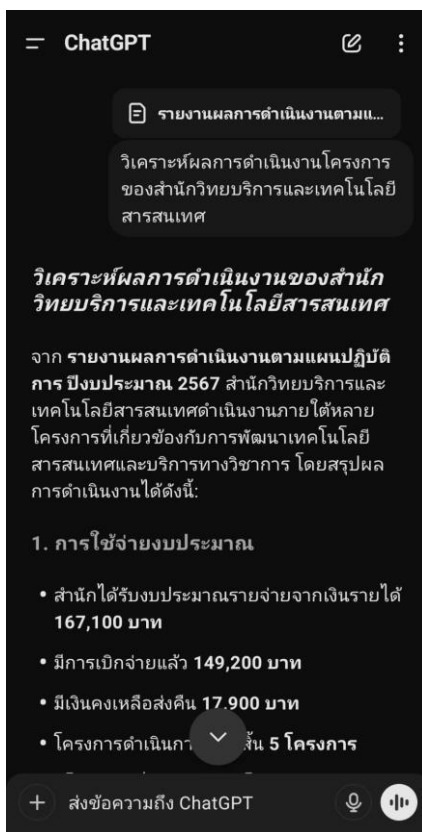 ChatGPT
รายงานผลการดำเนินงานตามแ...
วิเคราะห์ผลการดำเนินงานโครงการ
ของสำนักวิทยบริการและเทคโนโลยี
สารสนเทศ
วิเคราะห์ผลการดำเนินงานของสำนัก
วิทยบริการและเทคโนโลยีสารสนเทศ
จาก รายงานผลการดำเนินงานตามแผนปฏิบัติ
การ ปีงบประมาณ 2567 สำนักวิทยบริการและ
เทคโนโลยีสารสนเทศดำเนินงานภายใต้หลาย
โครงการที่เกี่ยวข้องกับการพัฒนาเทคโนโลยี
สารสนเทศและบริการทางวิชาการ โดยสรุปผล
การดำเนินงานได้ดังนี้:
1. การใช้จ่ายงบประมาณ
• สำนักได้รับงบประมาณรายจ่ายจากเงินรายได้
167,100 บาท
• มีการเบิกจ่ายแล้ว 149,200 บาท
• มีเงินคงเหลือส่งคืน 17,900 บาท
• โครงการดำเนินกา สิ้น 5 โครงการ
ส่งข้อความถึง ChatGPT